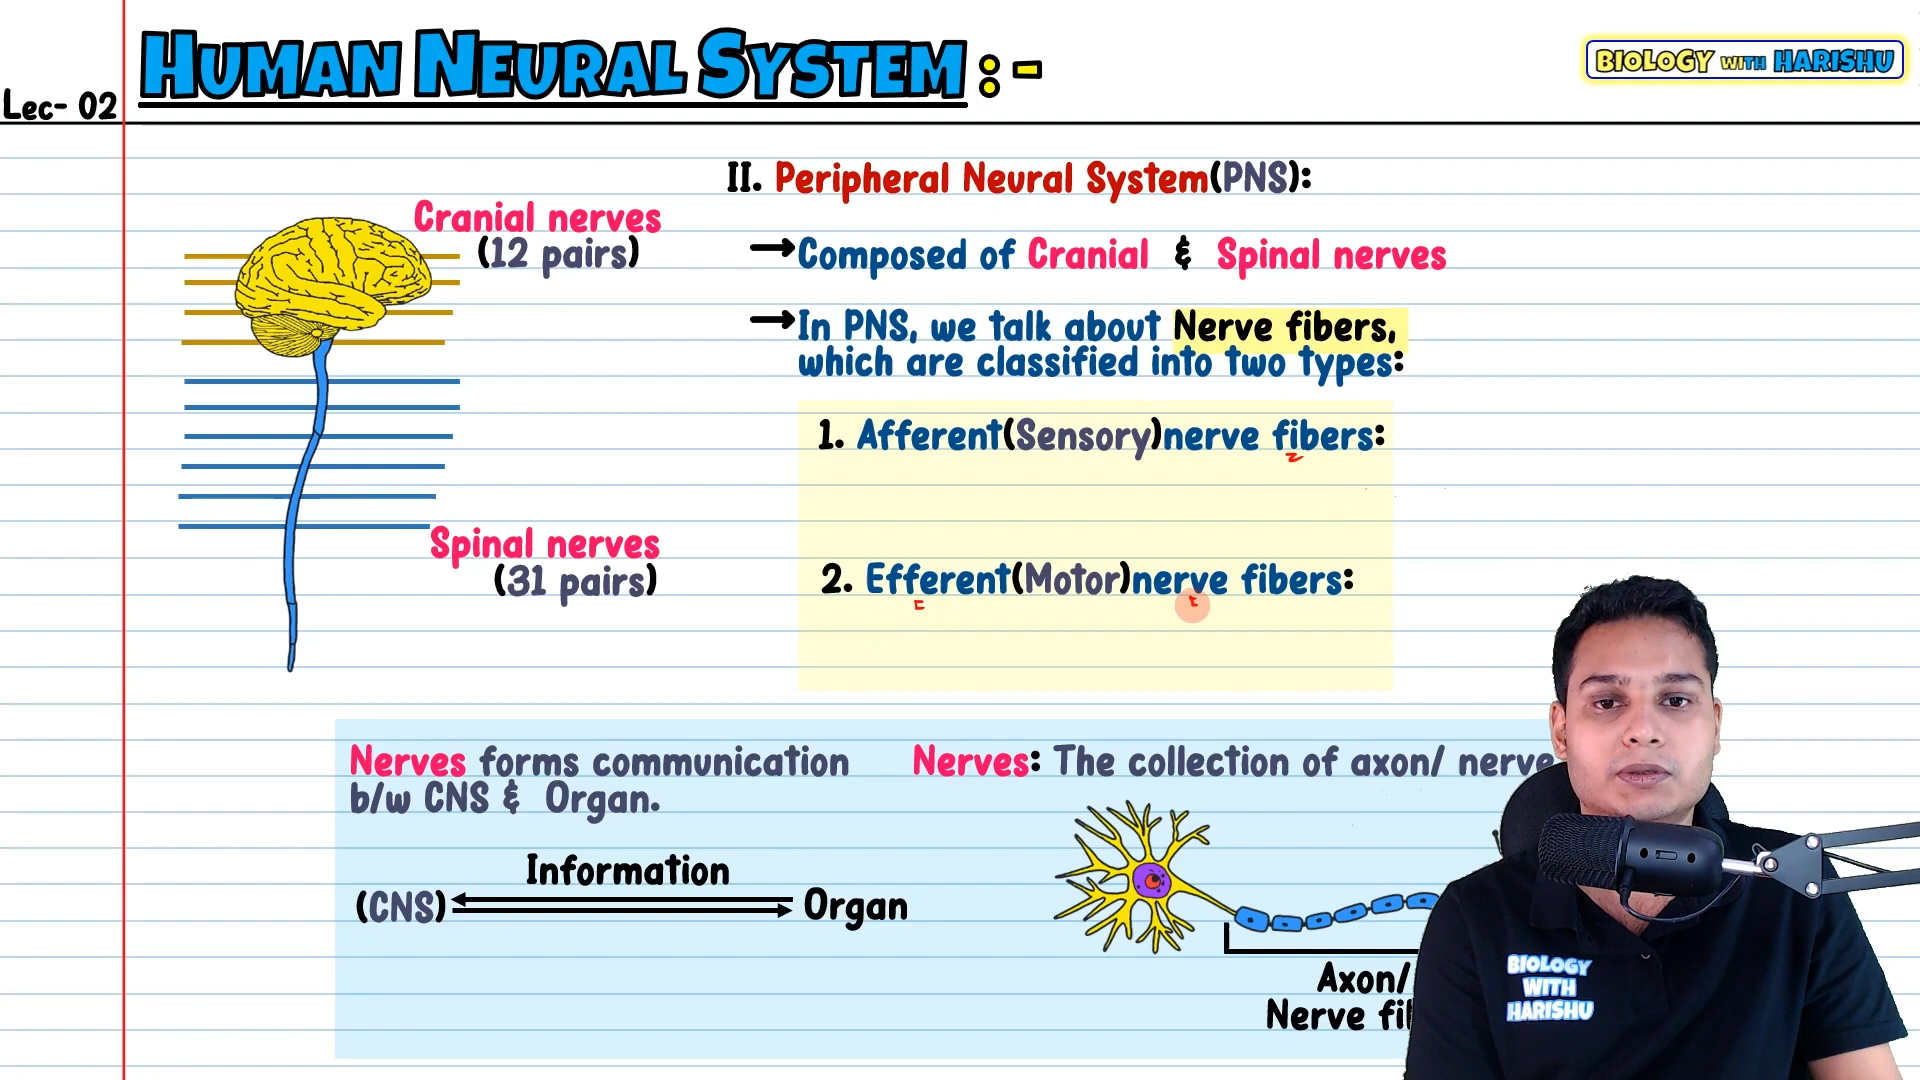 HUMAN NEURAL SYSTEM :-
BIOLOGY WITH HARISHU
Lec- 02
II. Peripheral Neural System(PNS):
Cranial nerves
(12 pairs)
→Composed of Cranial & Spinal nerves
→In PNS, we talk about Nerve fibers,
which are classified into two types:
1. Afferent(Sensory)nerve fibers:
Spinal nerves
(31 pairs)
2. Efferent(Motor)nerve fibers:
Nerves forms communication
b/w CNS & Organ.
Nerves: The collection of axon/ nerve
Information
(CNS)
Organ
Axon/
Nerve
BIOLOGY
WITH
HARISHU